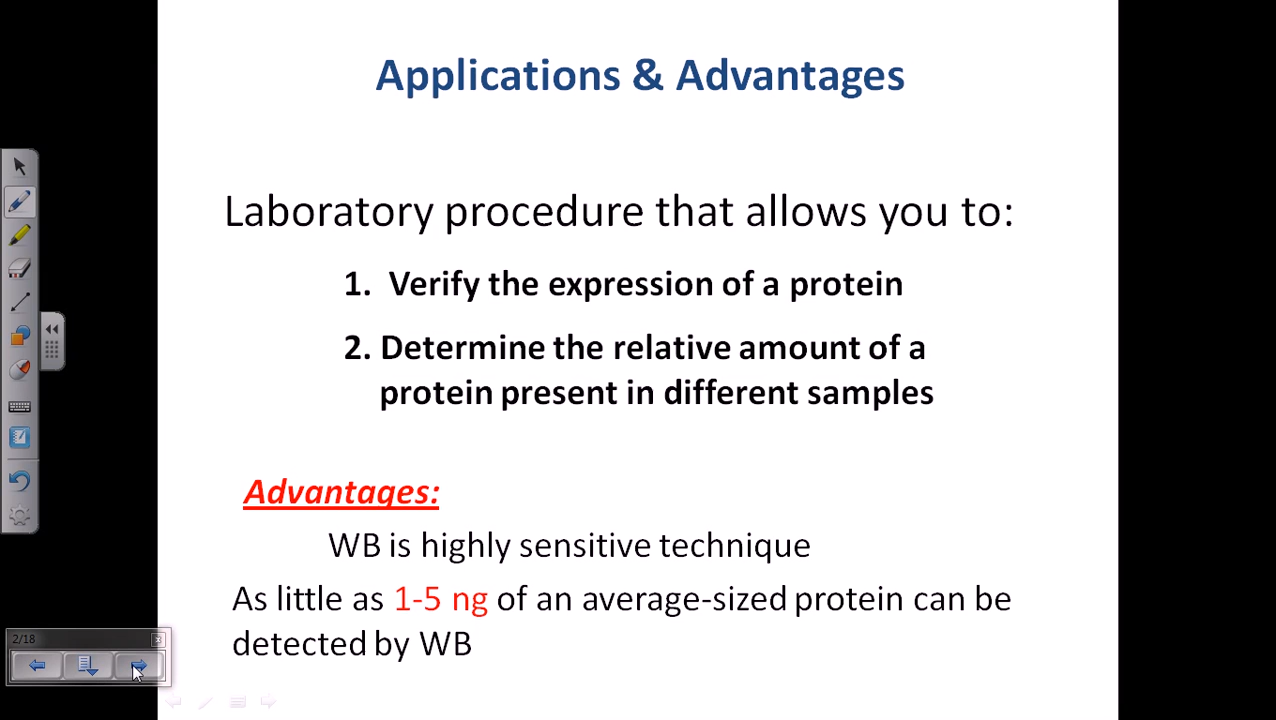 Applications & Advantages
Laboratory procedure that allows you to:
1. Verify the expression of a protein
2. Determine the relative amount of a
protein present in different samples
Advantages:
WB is highly sensitive technique
As little as 1-5 ng of an average-sized protein can be
detected by WB
2/18